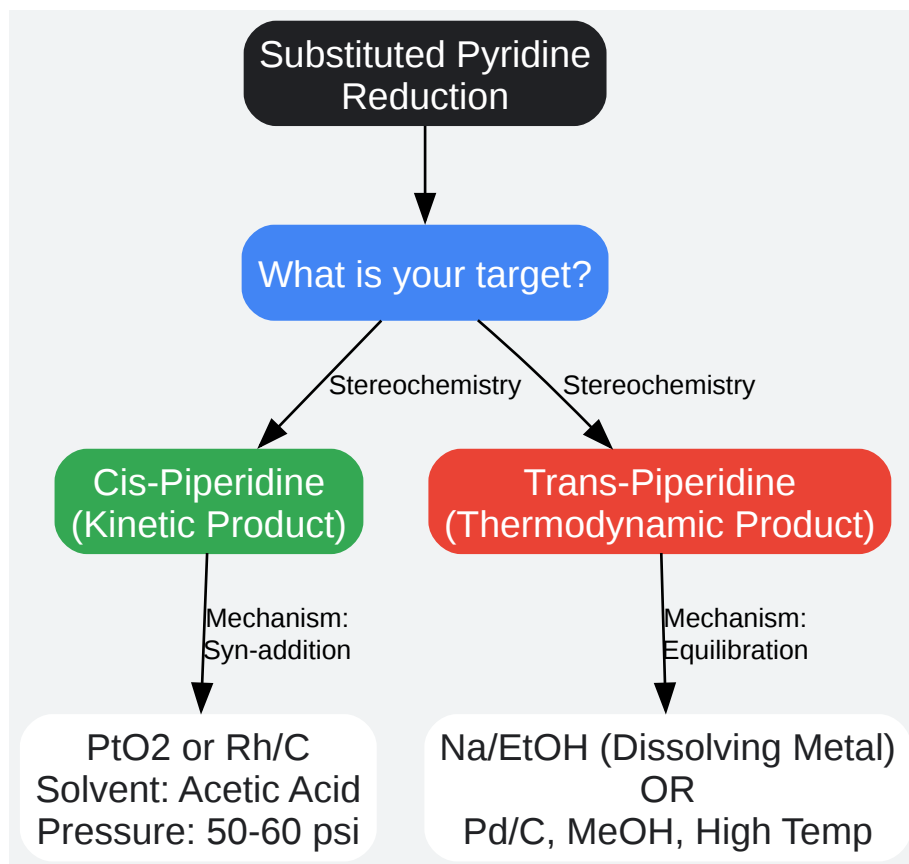 Substituted Pyridine
Reduction
What is your target?
Stereochemistry
Stereochemistry
Cis-Piperidine
(Kinetic Product)
Trans-Piperidine
(Thermodynamic Product)
Mechanism:
Syn-addition
Mechanism:
Equilibration
PtO2 or Rh/C
Solvent: Acetic Acid
Pressure: 50-60 psi
Na/EtOH (Dissolving Metal)
OR
Pd/C, MeOH, High Temp